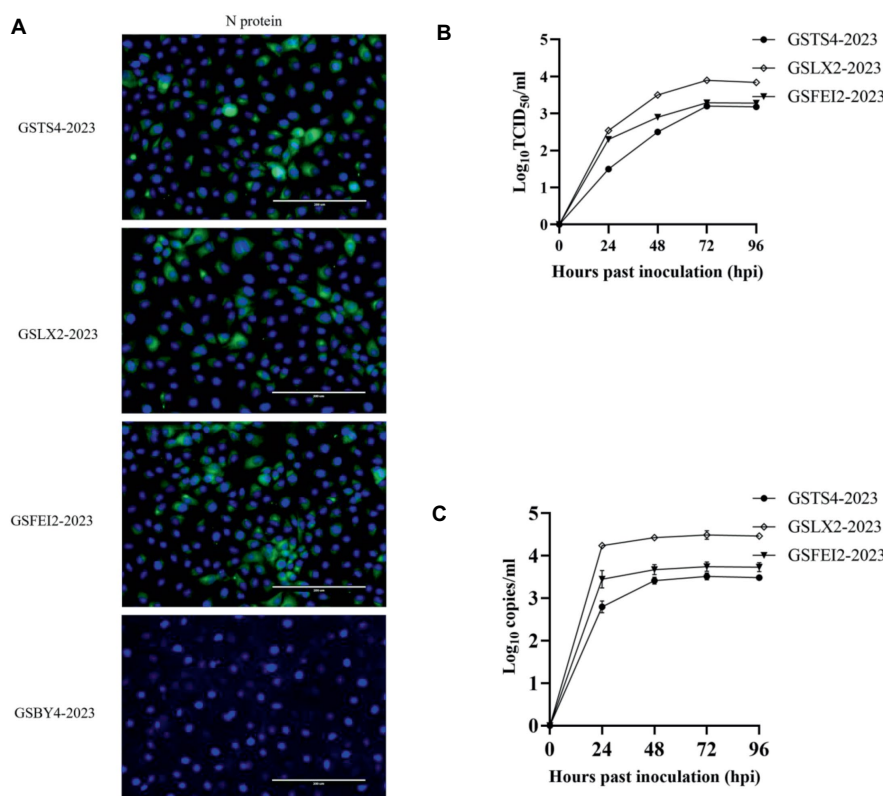 A
N protein
GSTS4-2023
GSLX2-2023
GSFEI2-2023
GSBY4-2023
B
GSTS4-2023
GSLX2-2023
GSFEI2-2023
Log10TCID50/ml
5
4
3
2
1
0
0 24 48 72 96
Hours past inoculation (hpi)
C
GSTS4-2023
GSLX2-2023
GSFEI2-2023
Log10 copies/ml
5
4
3
2
1
0
0 24 48 72 96
Hours past inoculation (hpi)